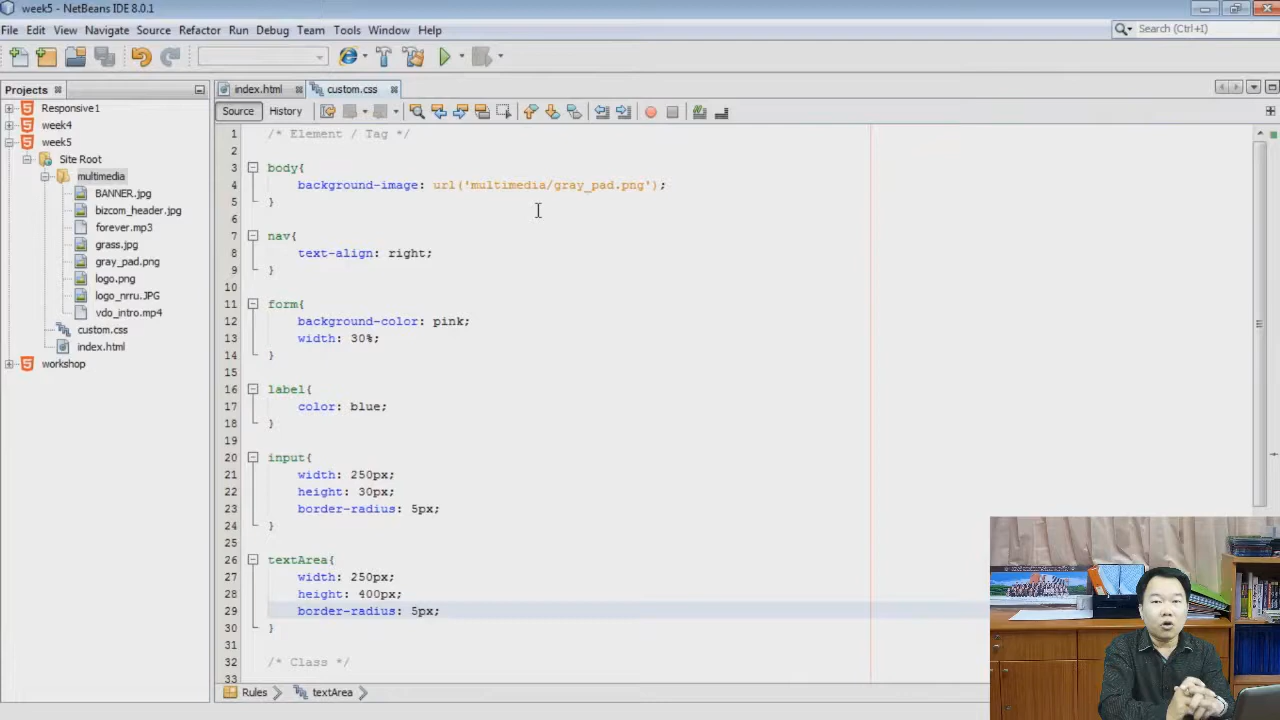 week5 - NetBeans IDE 8.0.1
File Edit View Navigate Source Refactor Run Debug Team Tools Window Help
Search (Ctrl+I)
Projects
index.html custom.css
Source History
Responsive1
week4
week5
Site Root
multimedia
BANNER.jpg
bizcom_header.jpg
forever.mp3
grass.jpg
gray_pad.png
logo.png
logo_nrru.JPG
vdo_intro.mp4
custom.css
index.html
workshop
1 /* Element / Tag */
2
3 body{
4 background-image: url('multimedia/gray_pad.png');
5 }
6
7 nav{
8 text-align: right;
9 }
10
11 form{
12 background-color: pink;
13 width: 30%;
14 }
15
16 label{
17 color: blue;
18 }
19
20 input{
21 width: 250px;
22 height: 30px;
23 border-radius: 5px;
24 }
25
26 textArea{
27 width: 250px;
28 height: 400px;
29 border-radius: 5px;
30 }
31
32 /* Class */
33
Rules textArea